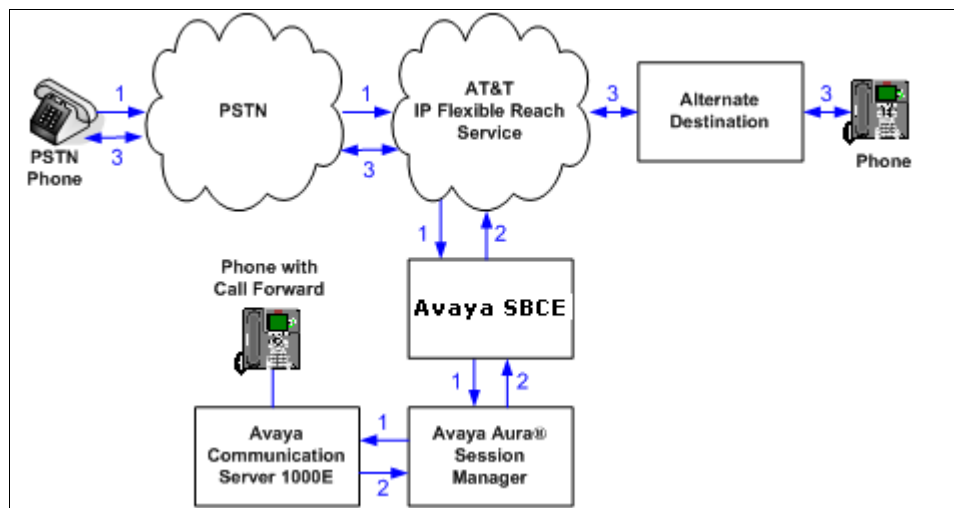 1
3
PSTN
Phone
PSTN
1
3
AT&T
IP Flexible Reach
Service
3
Alternate
Destination
3
Phone
1
2
Phone with
Call Forward
Avaya SBCE
1
2
Avaya
Communication
Server 1000E
1
2
Avaya Aura®
Session
Manager